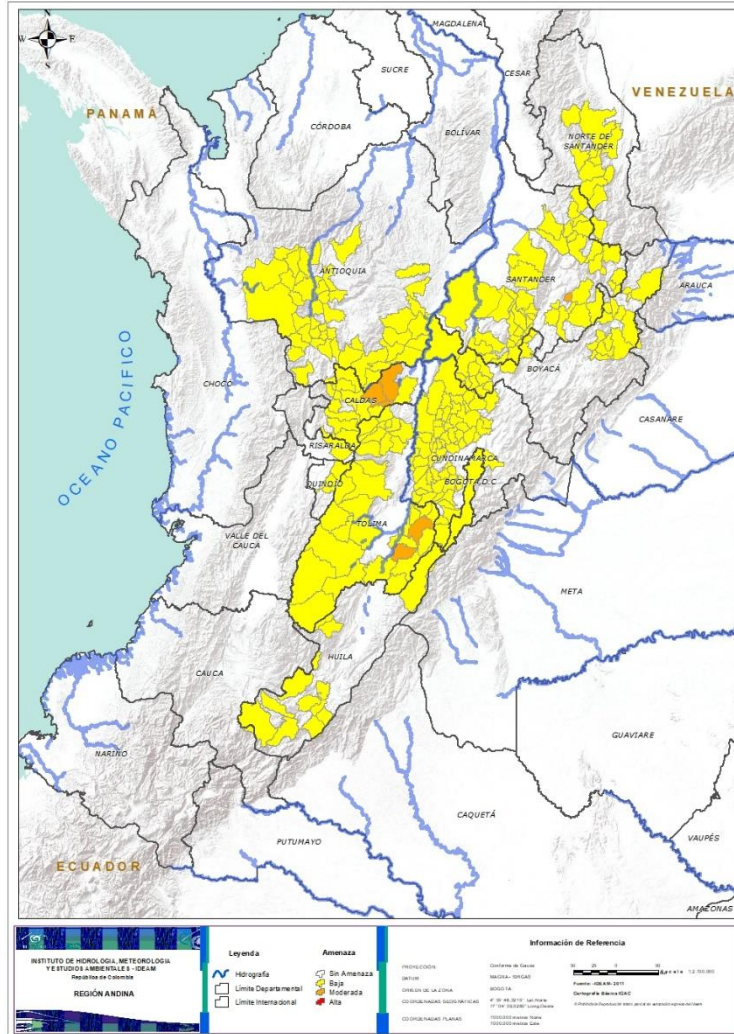 MAGDALENA
N
W
E
S
SUCRE
CESAR
VENEZUELA
PANAMÁ
CÓRDOBA
BOLÍVAR
NORTE DE
SANTANDER
ANTIOQUIA
SANTANDER
ARAUCA
OCEANO PACIFICO
CHOCÓ
BOYACÁ
CALDAS
CASANARE
RISARALDA
CUNDINAMARCA
QUINDIO
BOGOTÁ, D.C
TOLIMA
VALLE DEL
CAUCA
META
HUILA
CAUCA
GUAVIARE
NARIÑO
CAQUETÁ
VAUPÉS
PUTUMAYO
ECUADOR
AMAZONAS
INSTITUTO DE HIDROLOGIA, METEOROLOGIA
Y ESTUDIOS AMBIENTALES - IDEAM
República de Colombia
REGIÓN ANDINA
Leyenda
Hidrografía
Límite Departamental
Límite Internacional
Amenaza
Sin Amenaza
Baja
Moderada
Alta
Información de Referencia
PROYECCIÓN
Conforme de Gauss
DATUM
MAGNA - SIRGAS
ORIGEN DE LA ZONA
BOGOTÁ
COORDENADAS GEOGRÁFICAS
COORDENADAS PLANAS
Fuente: IDEAM- 2011
Cartografía Básica IGAC